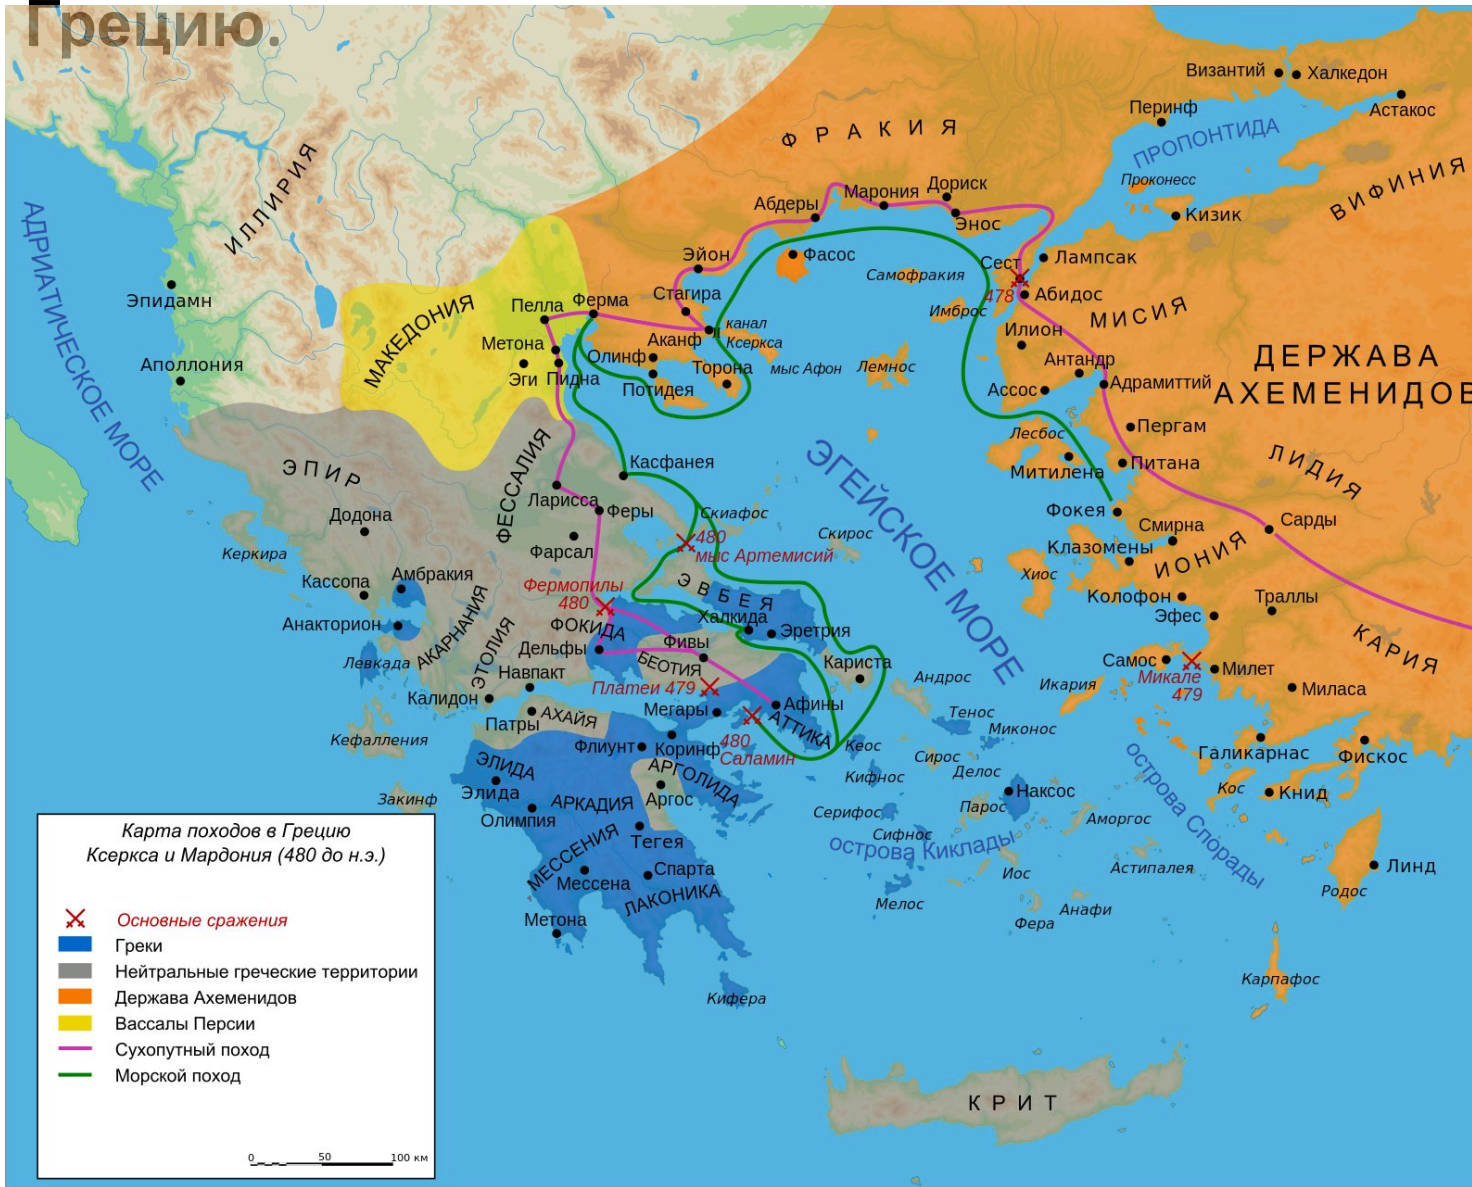 Грецию.
Византий
Халкедон
Астакос
Перинф
ПРОПОНТИДА
Проконесс
ВИФИНИЯ
Кизик
ФРАКИЯ
Дориск
Марония
Абдеры
Энос
АДРИАТИЧЕСКОЕ МОРЕ
ИЛЛИРИЯ
Эйон
Фасос
Самофракия
Сест
478
Лампсак
Абидос
Имброс
МИСИЯ
Эпидамн
Стагира
Пелла
Ферма
МАКЕДОНИЯ
канал
Ксеркса
Аканф
Илион
ДЕРЖАВА
АХЕМЕНИДОВ
Метона
Олинф
Эги
Пидна
Торона
мыс Афон
Лемнос
Антандр
Аполлония
Потидея
Ассос
Адрамиттий
Пергам
Лесбос
Митилена
Питана
ЛИДИЯ
ЭПИР
ФЕССАЛИЯ
Касфанея
ЭГЕЙСКОЕ МОРЕ
Ларисса
Феры
Скиафос
Фокея
Сарды
Додона
Смирна
Скирос
480
мыс Артемисий
Керкира
Фарсал
Клазомены
ИОНИЯ
Хиос
Кассопа
Амбракия
Фермопилы
480
ЭВБЕЯ
Колофон
Траллы
Эфес
Анакторион
АКАРНАНИЯ
ЭТОЛИЯ
ФОКИДА
Халкида
Эретрия
КАРИЯ
Левкада
Дельфы
Фивы
БЕОТИЯ
Кариста
Самос
Микале
479
Милет
Навпакт
Калидон
Платеи 479
Андрос
Икария
Миласа
Патры
АХАЙЯ
Мегары
Афины
АТТИКА
Тенос
Миконос
Кефалления
Флиунт
Коринф
480
Саламин
Кеос
Сирос
Галикарнас
Фискос
ЭЛИДА
Элида
АРГОЛИДА
Кифнос
Делос
острова Спорады
Кос
Книд
Закинф
АРКАДИЯ
Аргос
Наксос
Олимпия
Серифос
Парос
Аморгос
Сифнос
МЕССЕНИЯ
Тегея
острова Киклады
Мессена
Спарта
Иос
Астипалея
Линд
Родос
ЛАКОНИКА
Мелос
Фера
Анафи
Метона
Карпафос
Кифера
КРИТ
Карта походов в Грецию
Ксеркса и Мардония (480 до н.э.)
Основные сражения
Греки
Нейтральные греческие территории
Держава Ахеменидов
Вассалы Персии
Сухопутный поход
Морской поход
0 50 100 км